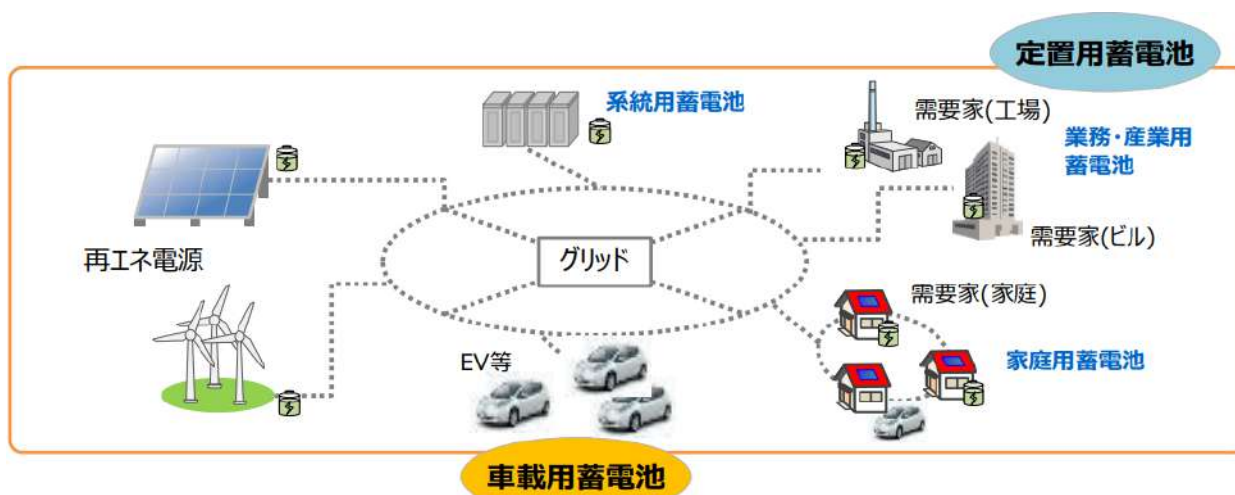 定置用蓄電池
系統用蓄電池
需要家(工場)
業務・産業用
蓄電池
需要家(ビル)
再エネ電源
グリッド
需要家(家庭)
EV等
家庭用蓄電池
車載用蓄電池